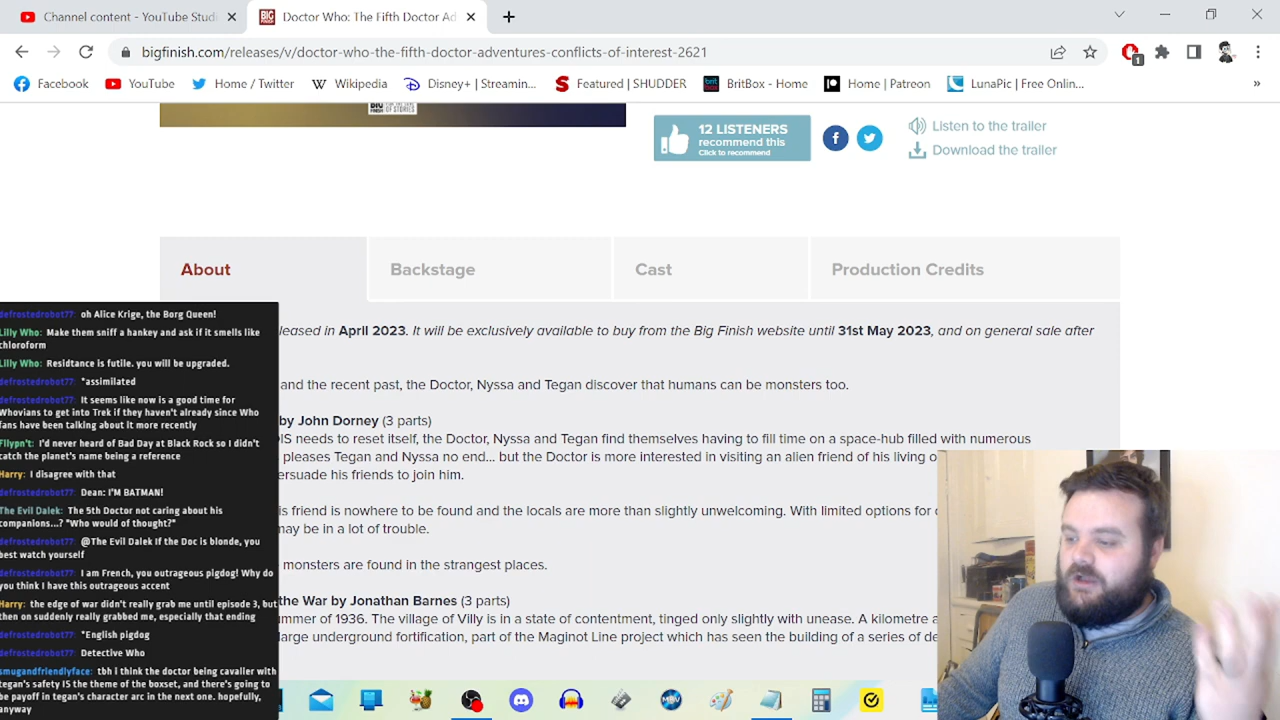 Channel content - YouTube Studi
Doctor Who: The Fifth Doctor Ad
bigfinish.com/releases/v/doctor-who-the-fifth-doctor-adventures-conflicts-of-interest-2621
1
Facebook
YouTube
Home / Twitter
Wikipedia
Disney+ | Streamin...
Featured | SHUDDER
BritBox - Home
Home | Patreon
LunaPic | Free Onlin...
»
BIG FINISH
12 LISTENERS
recommend this
Click to recommend
Listen to the trailer
Download the trailer
About
Backstage
Cast
Production Credits
leased in April 2023. It will be exclusively available to buy from the Big Finish website until 31st May 2023, and on general sale after
and the recent past, the Doctor, Nyssa and Tegan discover that humans can be monsters too.
by John Dorney (3 parts)
IS needs to reset itself, the Doctor, Nyssa and Tegan find themselves having to fill time on a space-hub filled with numerous
pleases Tegan and Nyssa no end... but the Doctor is more interested in visiting an alien friend of his living o
ersuade his friends to join him.
is friend is nowhere to be found and the locals are more than slightly unwelcoming. With limited options for
may be in a lot of trouble.
monsters are found in the strangest places.
the War by Jonathan Barnes (3 parts)
mmer of 1936. The village of Villy is in a state of contentment, tinged only slightly with unease. A kilometre a
large underground fortification, part of the Maginot Line project which has seen the building of a series of de
defrostedrobot77: oh Alice Krige, the Borg Queen!
Lilly Who: Make them sniff a hankey and ask if it smells like
chloroform
Lilly Who: Residtance is futile. you will be upgraded.
defrostedrobot77: *assimilated
defrostedrobot77: It seems like now is a good time for
Whovians to get into Trek if they haven't already since Who
fans have been talking about it more recently
Fllypn't: I'd never heard of Bad Day at Black Rock so I didn't
catch the planet's name being a reference
Harry: I disagree with that
defrostedrobot77: Dean: I'M BATMAN!
The Evil Dalek: The 5th Doctor not caring about his
companions...? "Who would of thought?"
defrostedrobot77: @The Evil Dalek If the Doc is blonde, you
best watch yourself
defrostedrobot77: I am French, you outrageous pigdog! Why do
you think I have this outrageous accent
Harry: the edge of war didn't really grab me until episode 3, but
then on suddenly really grabbed me, especially that ending
defrostedrobot77: *English pigdog
defrostedrobot77: Detective Who
smugandfriendlyface: tbh i think the doctor being cavalier with
tegan's safety IS the theme of the boxset, and there's going to
be payoff in tegan's character arc in the next one. hopefully,
anyway